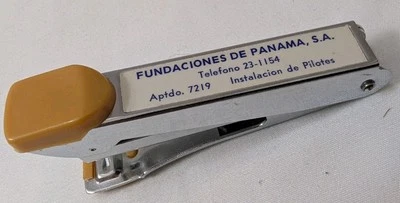 FUNDACIONES DE PANAMA, S.A.
Telefono 23-1154
Aptdo. 7219 Instalacion de Pilotes